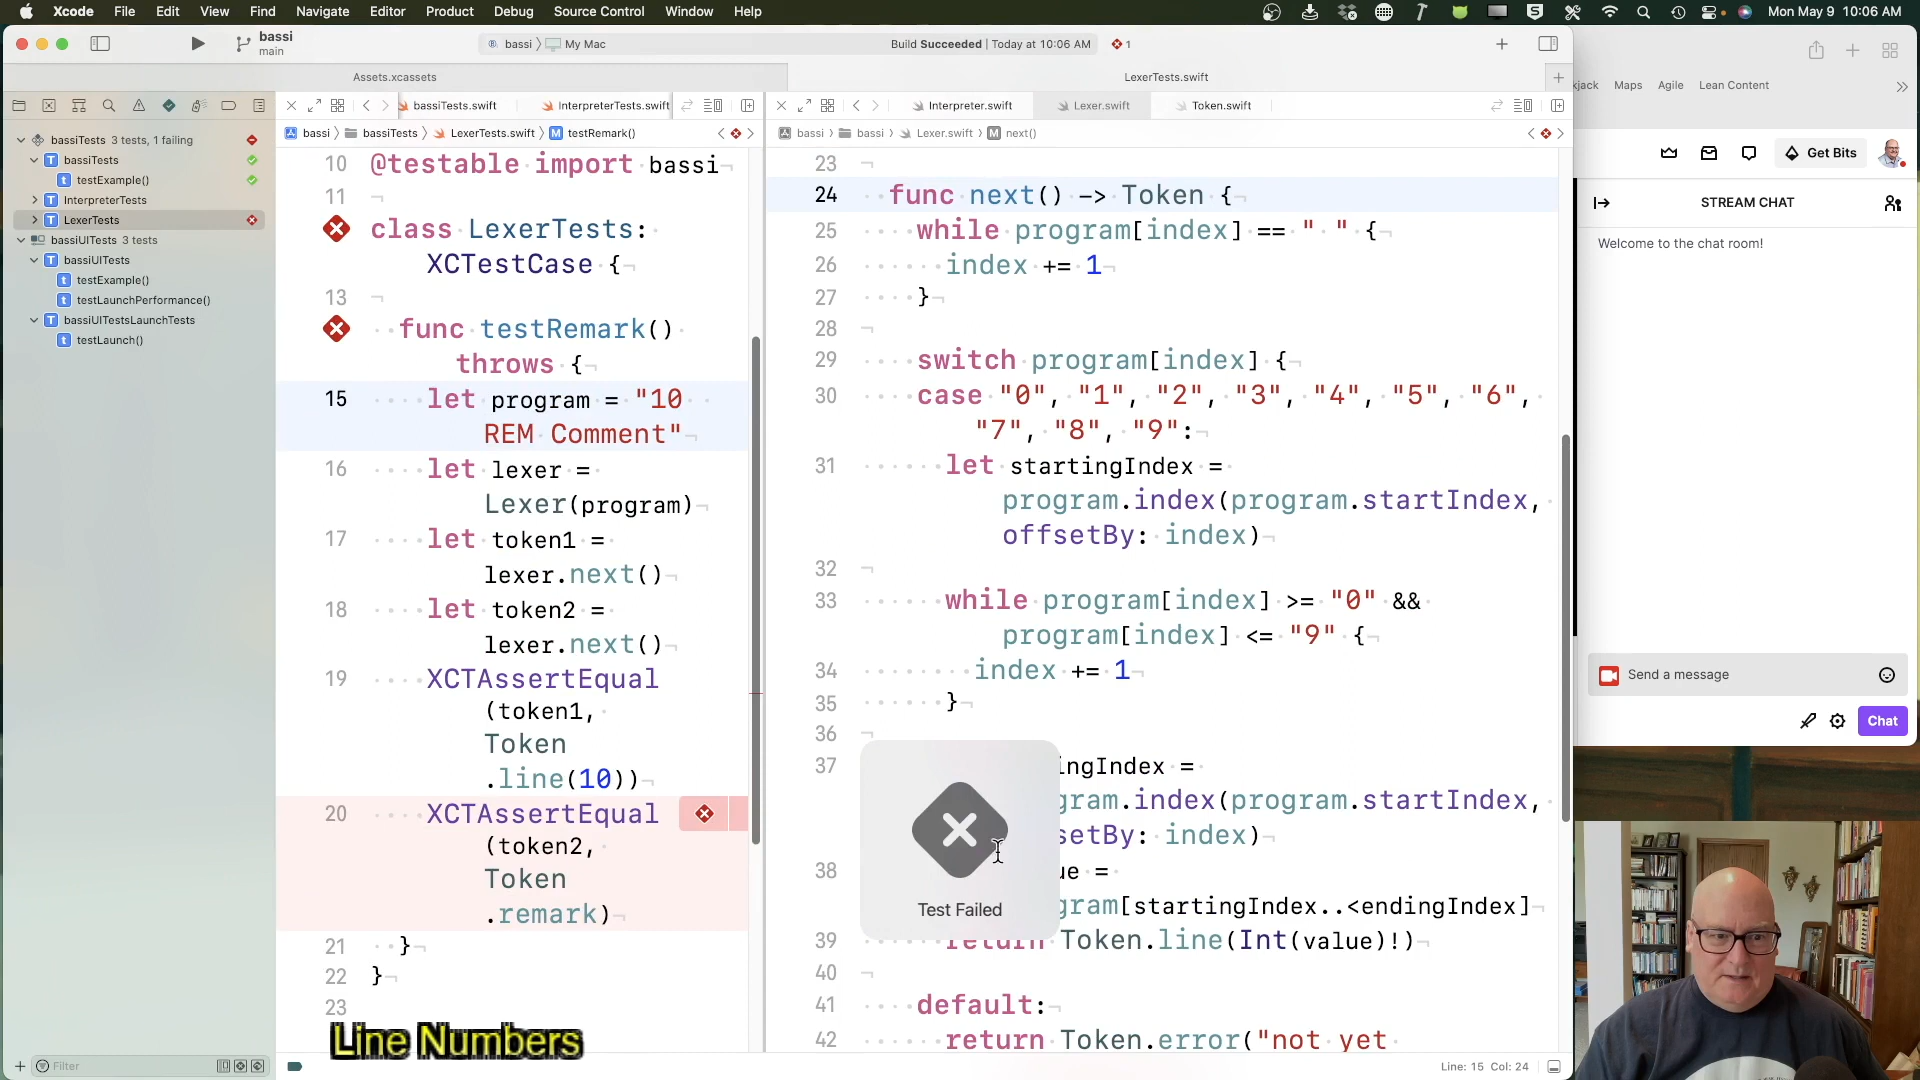 Xcode File Edit View Find Navigate Editor Product Debug Source Control Window Help Mon May 9 10:06 AM
bassi
main
bassi My Mac
Build Succeeded | Today at 10:06 AM 1
Assets.xcassets
LexerTests.swift
bassiTests.swift InterpreterTests.swift
Interpreter.swift Lexer.swift Token.swift
bassi bassiTests LexerTests.swift M testRemark()
bassi bassi Lexer.swift M next()
bassiTests 3 tests, 1 failing
T bassiTests
t testExample()
T InterpreterTests
T LexerTests
bassiUITests 3 tests
T bassiUITests
t testExample()
t testLaunchPerformance()
T bassiUITestsLaunchTests
t testLaunch()
Filter
10 @testable import bassi
11
class LexerTests:
XCTestCase {
13
func testRemark()
throws {
15 let program = "10
REM Comment"
16 let lexer =
Lexer(program)
17 let token1 =
lexer.next()
18 let token2 =
lexer.next()
19 XCTAssertEqual
(token1,
Token
.line(10))
20 XCTAssertEqual
(token2,
Token
.remark)
21 }
22 }
23
Line Numbers
23
24 func next() -> Token {
25 while program[index] == " " {
26 index += 1
27 }
28
29 switch program[index] {
30 case "0", "1", "2", "3", "4", "5", "6",
"7", "8", "9":
31 let startingIndex =
program.index(program.startIndex,
offsetBy: index)
32
33 while program[index] >= "0" &&
program[index] <= "9" {
34 index += 1
35 }
36
37 ingIndex =
gram.index(program.startIndex,
setBy: index)
38 ue =
gram[startingIndex..<endingIndex]
39 return Token.line(Int(value)!)
40
41 default:
42 return Token.error("not yet
Test Failed
Line: 15 Col: 24
kjack Maps Agile Lean Content
Get Bits
STREAM CHAT
Welcome to the chat room!
Send a message
Chat